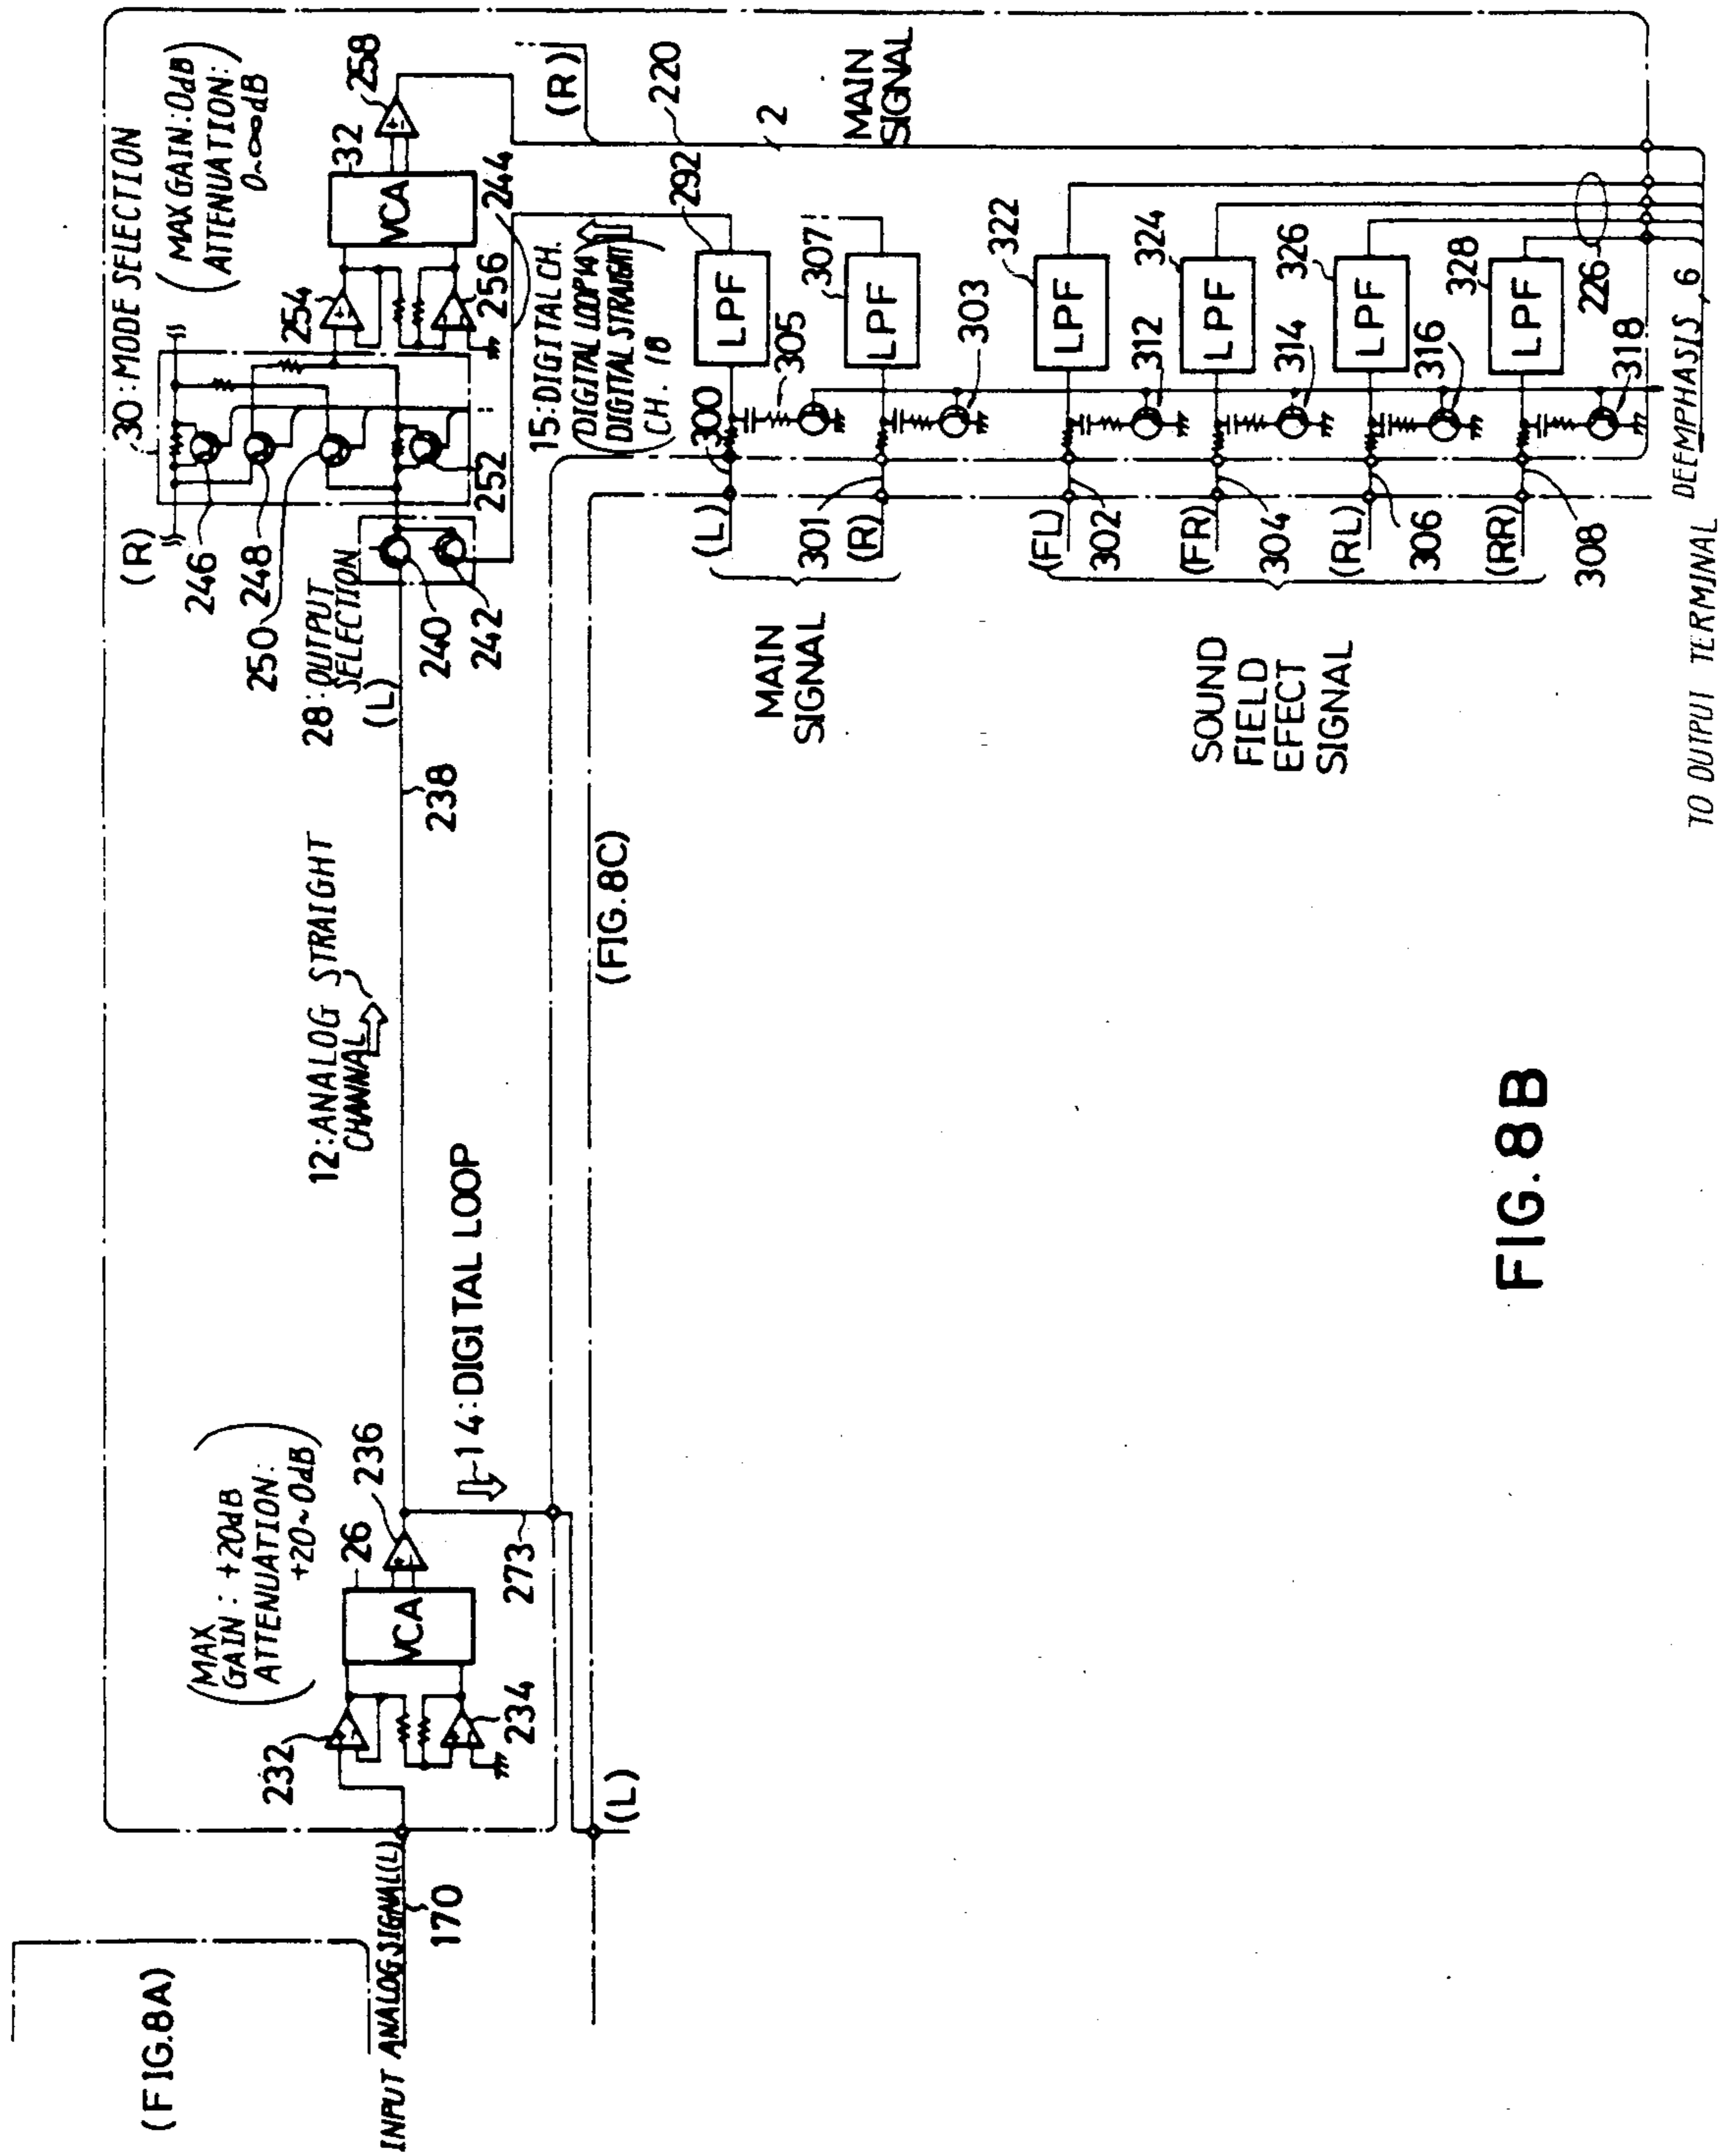 (FIG.8A)
INPUT ANALOG SIGNAL(L)
170
(L)
232
234
(MAX
GAIN: +20dB
ATTENUATION:
+20~0dB)
26
VCA
236
273
14:DIGITAL LOOP
12:ANALOG STRAIGHT
CHANNAL
238
(FIG.8C)
28:OUTPUT
SELECTION
(L)
240
242
(R)
246
248
250
252
30:MODE SELECTION
(MAX GAIN:0dB
ATTENUATION:
0~∞dB)
254
256
VCA
32
258
244
15:DIGITAL CH.
(DIGITAL LOOP 14
DIGITAL STRAIGHT
CH. 18)
(R)
220
2
MAIN
SIGNAL
MAIN
SIGNAL
(L)
300
LPF
292
305
(R)
301
LPF
307
303
SOUND
FIELD
EFFECT
SIGNAL
(FL)
302
LPF
322
312
(FR)
304
LPF
324
314
(RL)
306
LPF
326
316
(RR)
308
LPF
328
318
226
DEEMPHASIS, 6
TO OUTPUT TERMINAL
FIG.8B